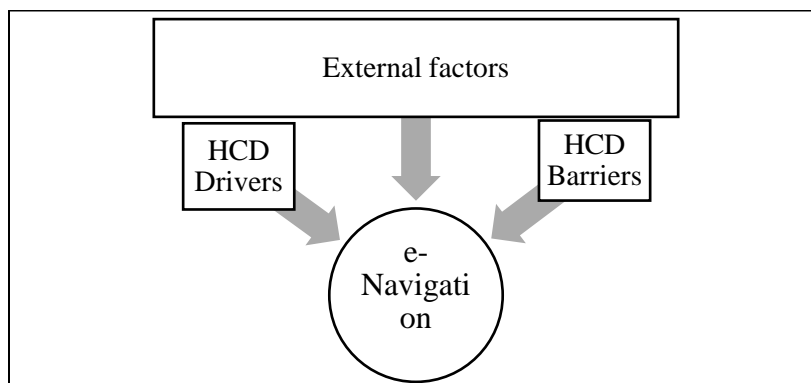 External factors
HCD
Drivers
HCD
Barriers
e-
Navigati
on